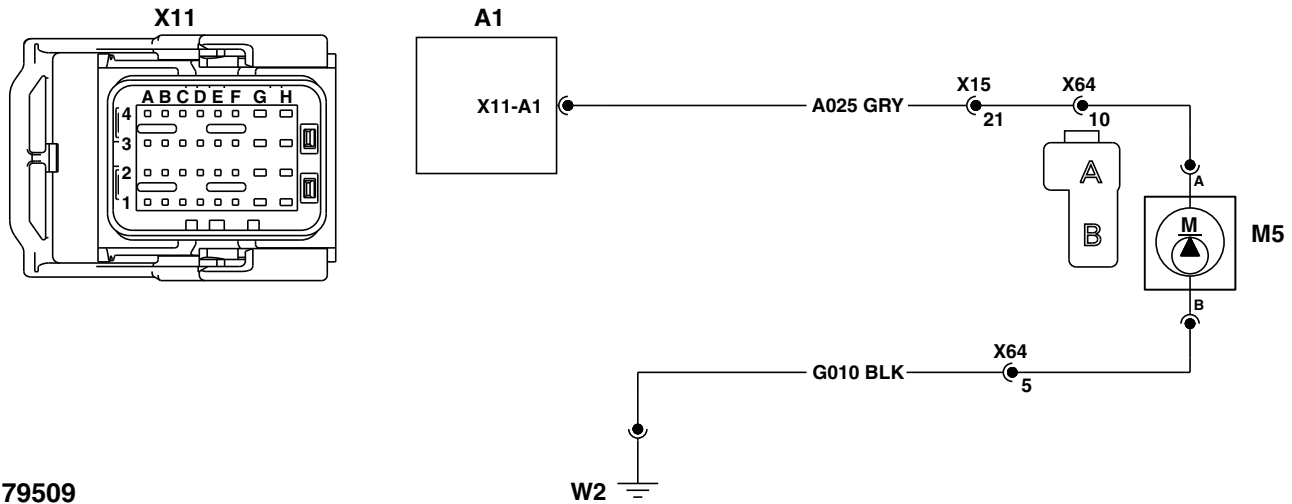 X11
A B C D E F G H
4
3
2
1
A1
X11-A1
A025 GRY
X15
21
X64
10
A
B
A
M
M5
B
G010 BLK
X64
5
W2
79509